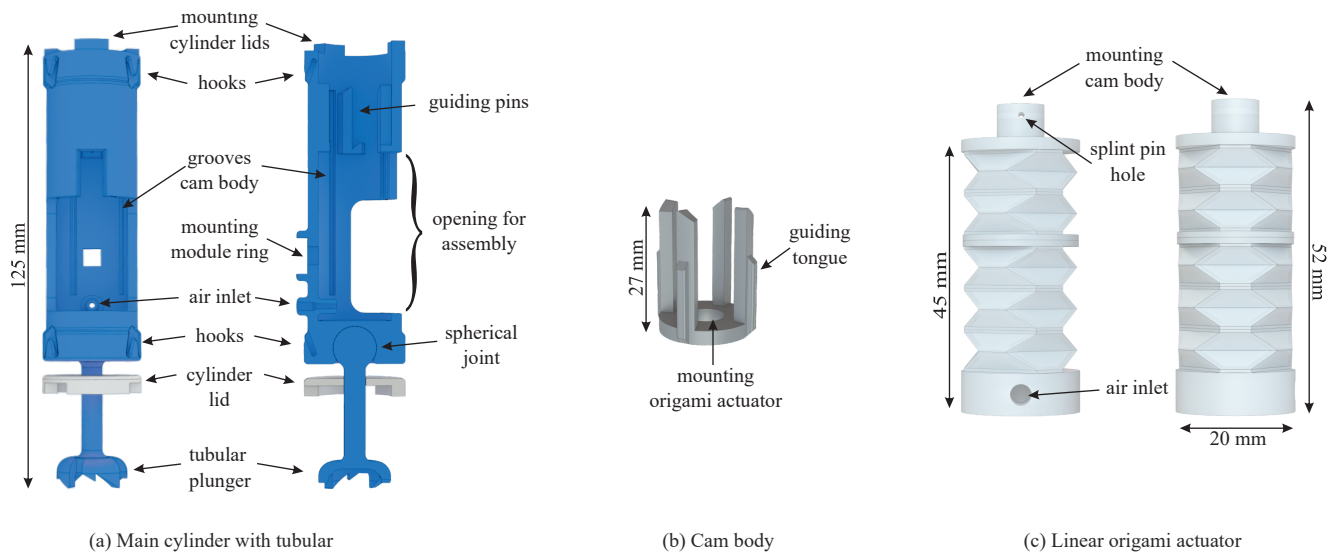 mounting
cylinder lids
hooks
guiding pins
grooves
cam body
mounting
module ring
opening for
assembly
air inlet
hooks
spherical
joint
cylinder
lid
tubular
plunger
125 mm
(a) Main cylinder with tubular
27 mm
guiding
tongue
mounting
origami actuator
(b) Cam body
mounting
cam body
splint pin
hole
45 mm
52 mm
air inlet
20 mm
(c) Linear origami actuator